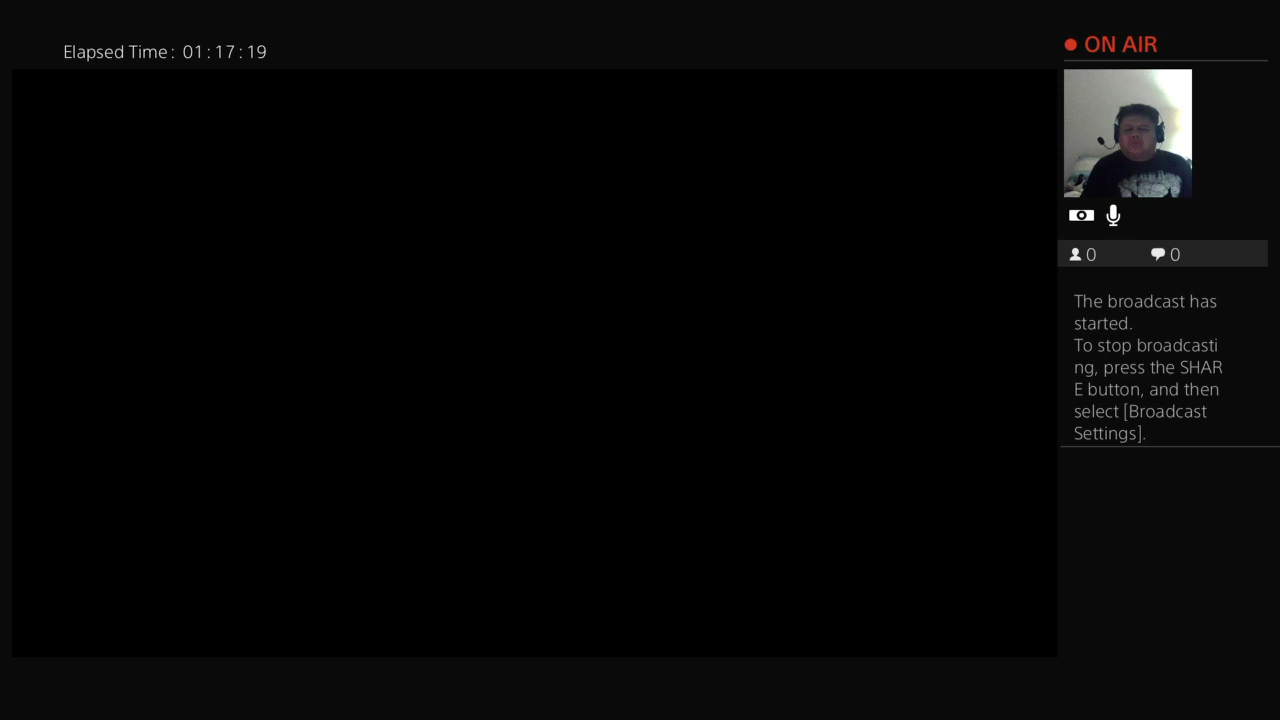 Elapsed Time: 01:17:19
ON AIR
0 0
The broadcast has
started.
To stop broadcasti
ng, press the SHAR
E button, and then
select [Broadcast
Settings].